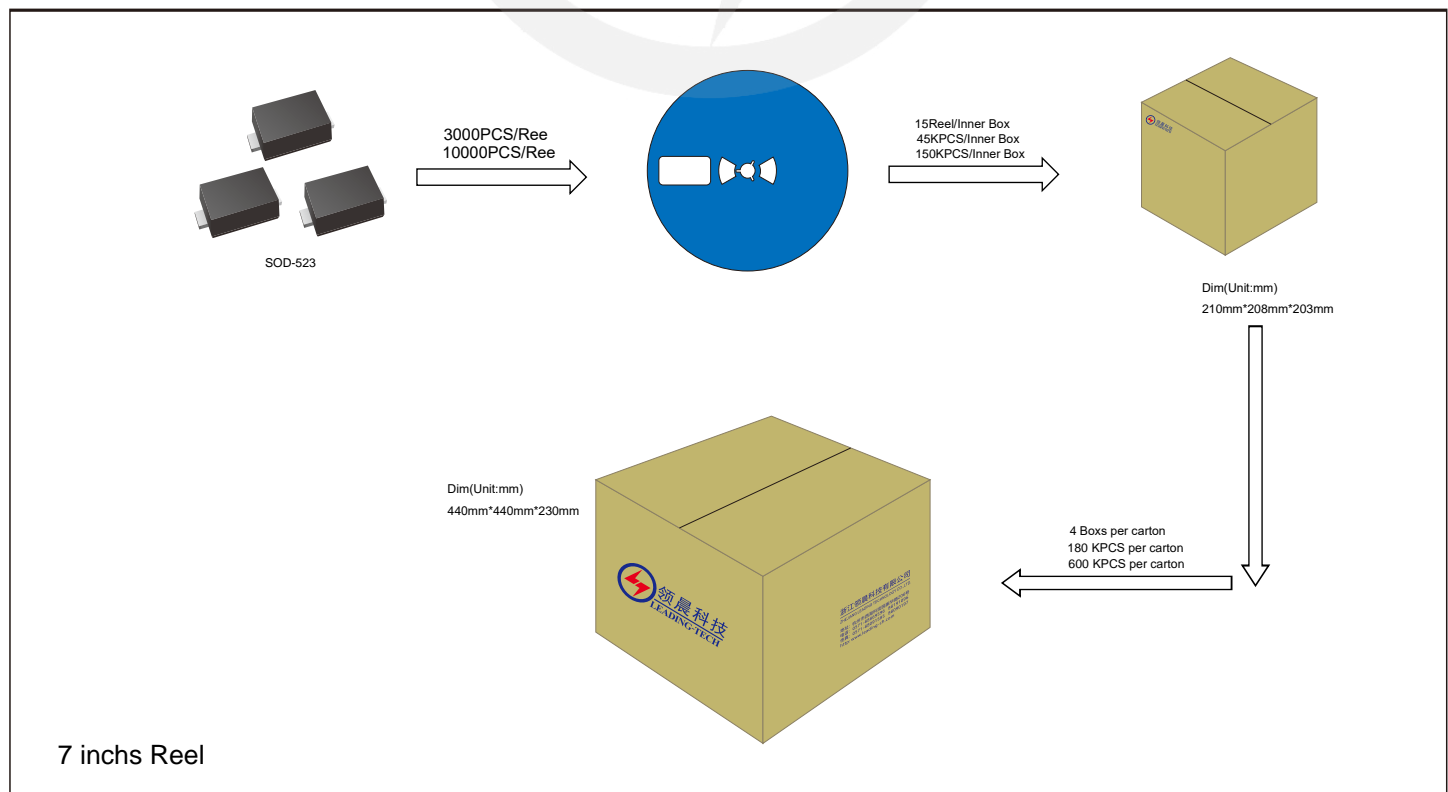 3000PCS/Ree
10000PCS/Ree
15Reel/Inner Box
45KPCS/Inner Box
150KPCS/Inner Box
SOD-523
Dim(Unit:mm)
210mm*208mm*203mm
4 Boxs per carton
180 KPCS per carton
600 KPCS per carton
Dim(Unit:mm)
440mm*440mm*230mm
领晨科技
LEADING-TECH
浙江领晨科技有限公司
7 inchs Reel